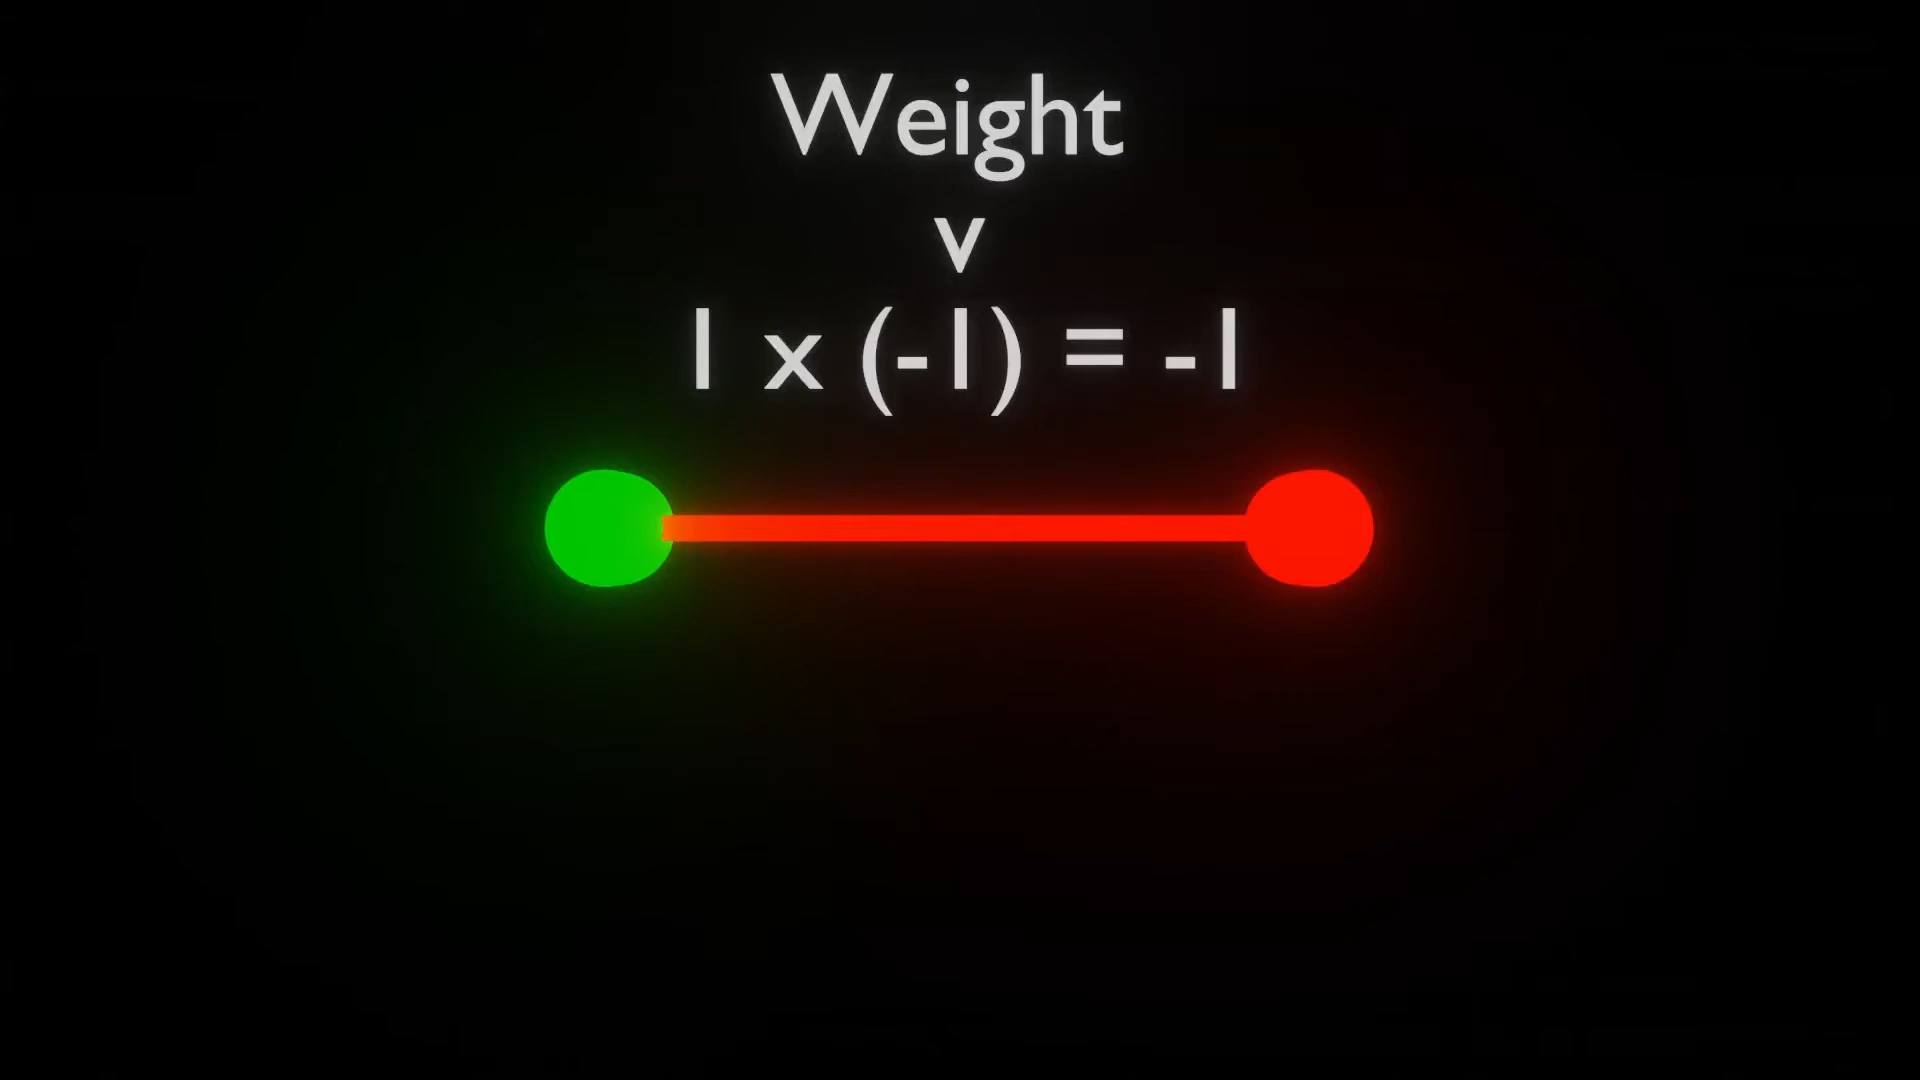 Weight
v
1 x (-1) = -1